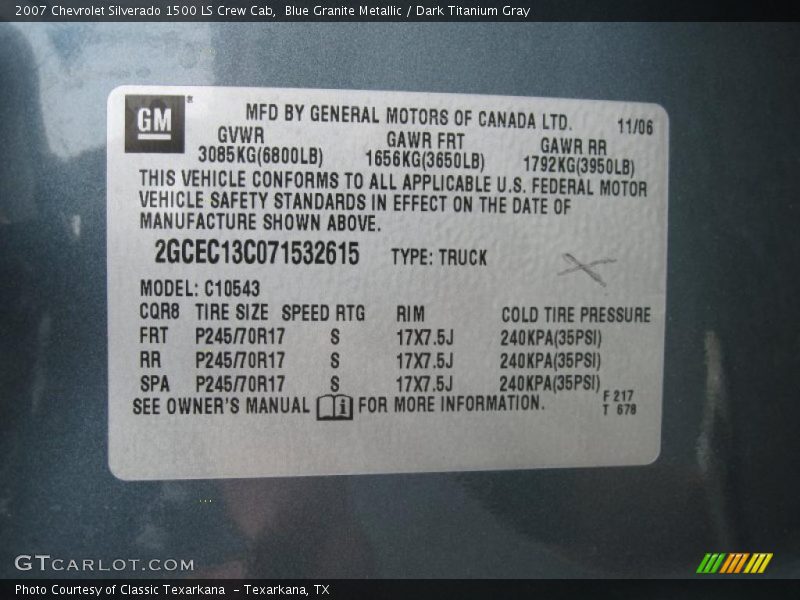 2007 Chevrolet Silverado 1500 LS Crew Cab,  Blue Granite Metallic / Dark Titanium Gray
GM ®
MFD BY GENERAL MOTORS OF CANADA LTD. 11/06
GVWR GAWR FRT GAWR RR
3085KG(6800LB) 1656KG(3650LB) 1792KG(3950LB)
THIS VEHICLE CONFORMS TO ALL APPLICABLE U.S. FEDERAL MOTOR
VEHICLE SAFETY STANDARDS IN EFFECT ON THE DATE OF
MANUFACTURE SHOWN ABOVE.
2GCEC13C071532615 TYPE: TRUCK
MODEL: C10543
CQR8 TIRE SIZE SPEED RTG RIM COLD TIRE PRESSURE
FRT P245/70R17 S 17X7.5J 240KPA(35PSI)
RR P245/70R17 S 17X7.5J 240KPA(35PSI)
SPA P245/70R17 S 17X7.5J 240KPA(35PSI)
SEE OWNER'S MANUAL i FOR MORE INFORMATION. F 217
T 678
GTCARLOT.COM
Photo Courtesy of Classic Texarkana  - Texarkana, TX